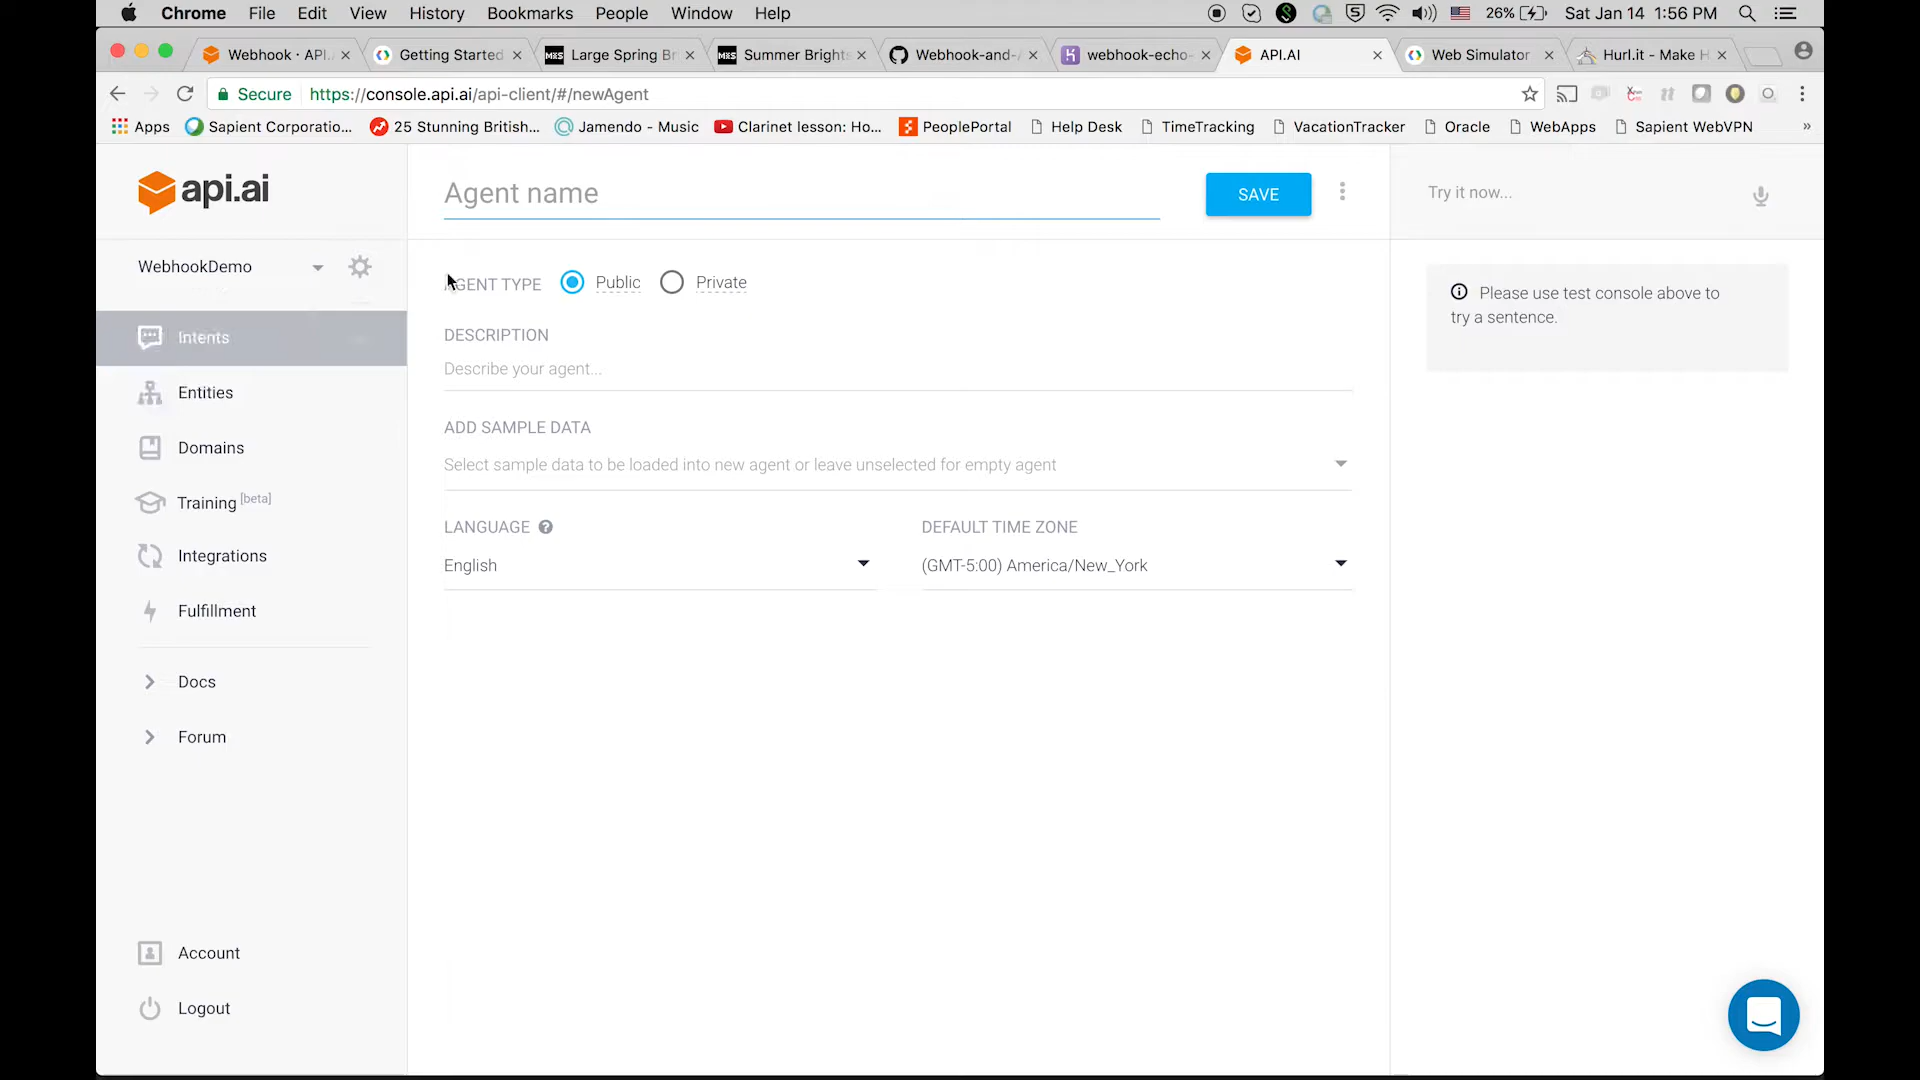 Chrome File Edit View History Bookmarks People Window Help 26% Sat Jan 14 1:56 PM
Webhook · API. Getting Started Large Spring Br Summer Brights Webhook-and- webhook-echo- API.AI Web Simulator Hurl.it - Make H
Secure https://console.api.ai/api-client/#/newAgent
Apps Sapient Corporatio... 25 Stunning British... Jamendo - Music Clarinet lesson: Ho... PeoplePortal Help Desk TimeTracking VacationTracker Oracle WebApps Sapient WebVPN »
api.ai
Agent name
SAVE
Try it now...
WebhookDemo
AGENT TYPE Public Private
Please use test console above to
try a sentence.
Intents
DESCRIPTION
Describe your agent...
Entities
ADD SAMPLE DATA
Domains
Select sample data to be loaded into new agent or leave unselected for empty agent
Training [beta]
LANGUAGE DEFAULT TIME ZONE
Integrations
English (GMT-5:00) America/New_York
Fulfillment
Docs
Forum
Account
Logout